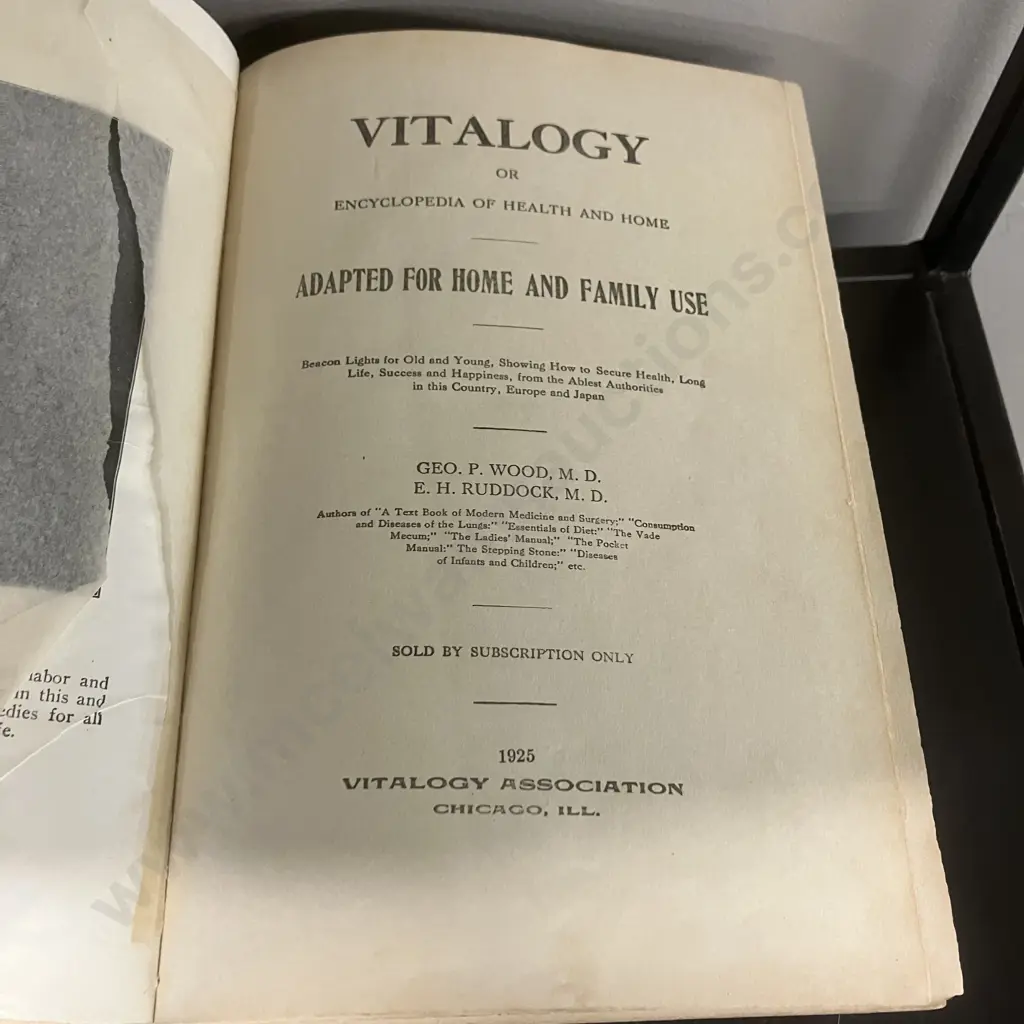 VITALOGY
OR
ENCYCLOPEDIA OF HEALTH AND HOME
ADAPTED FOR HOME AND FAMILY USE
Beacon Lights for Old and Young, Showing How to Secure Health, Long
Life, Success and Happiness, from the Ablest Authorities
in this Country, Europe and Japan
GEO. P. WOOD, M. D.
E. H. RUDDOCK, M. D.
Authors of "A Text Book of Modern Medicine and Surgery;" "Consumption
and Diseases of the Lungs:" "Essentials of Diet:" "The Vade
Mecum;" "The Ladies' Manual;" "The Pocket
Manual:" The Stepping Stone:" "Diseases
of Infants and Children;" etc.
SOLD BY SUBSCRIPTION ONLY
1925
VITALOGY ASSOCIATION
CHICAGO, ILL.
labor and
in this and
for all